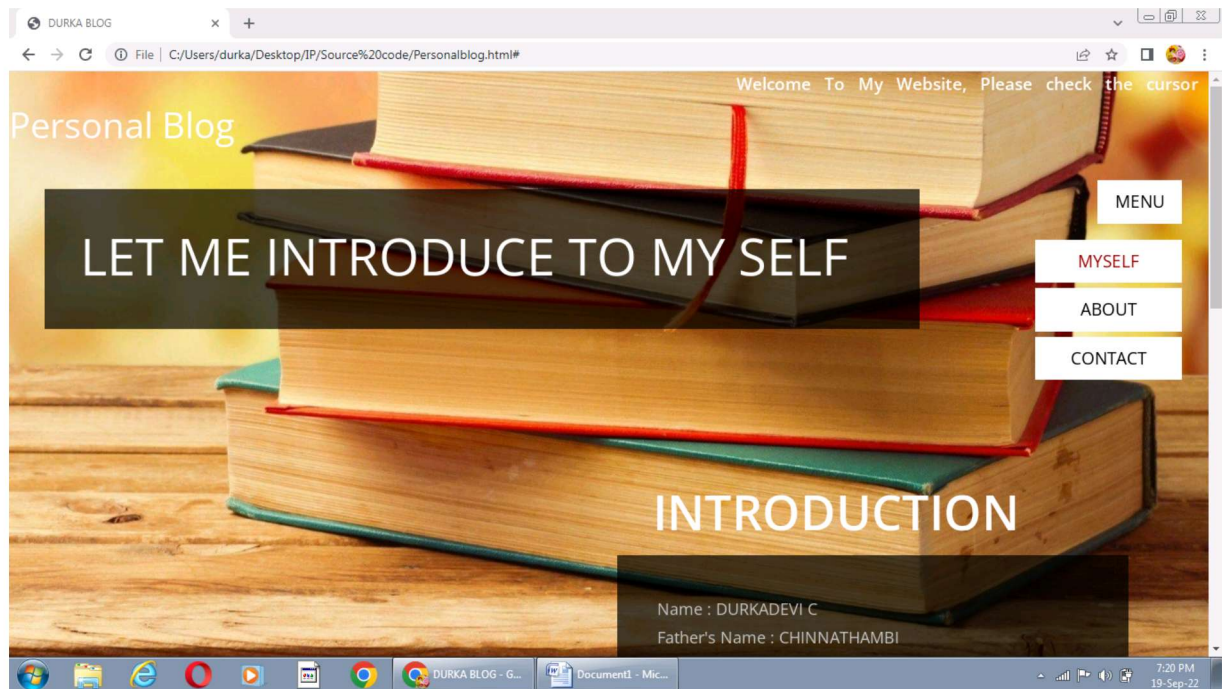 DURKA BLOG
File | C:/Users/durka/Desktop/IP/Source%20code/Personalblog.html#
Welcome To My Website, Please check the cursor
Personal Blog
MENU
LET ME INTRODUCE TO MY SELF
MYSELF
ABOUT
CONTACT
INTRODUCTION
Name : DURKADEVI C
Father's Name : CHINNATHAMBI
DURKA BLOG - G...
Document1 - Mic...
7:20 PM
19-Sep-22